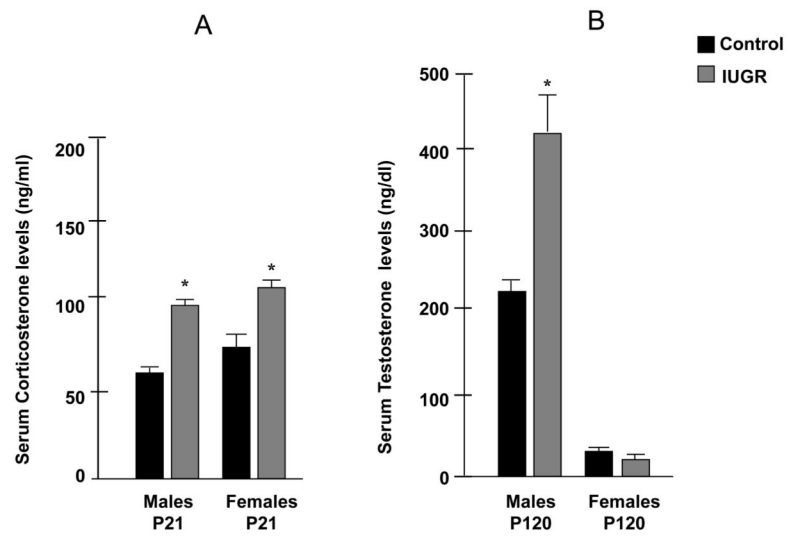 A
B
Control
IUGR
Serum Corticosterone levels (ng/ml)
200
150
100
50
0
*
*
Males
P21
Females
P21
Serum Testosterone levels (ng/dl)
500
400
300
200
100
0
*
Males
P120
Females
P120